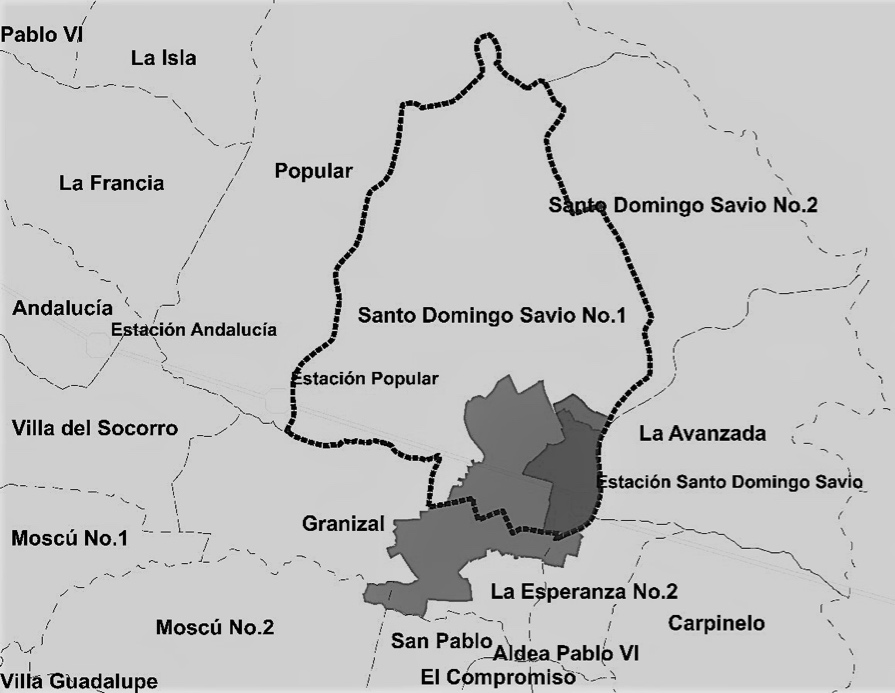 Pablo VI
La Isla
Popular
La Francia
Santo Domingo Savio No.2
Andalucía
Santo Domingo Savio No.1
Estación Andalucía
Estación Popular
Villa del Socorro
La Avanzada
Estación Santo Domingo Savio
Granizal
Moscú No.1
La Esperanza No.2
Carpinelo
Moscú No.2
San Pablo
Aldea Pablo VI
El Compromiso
Villa Guadalupe